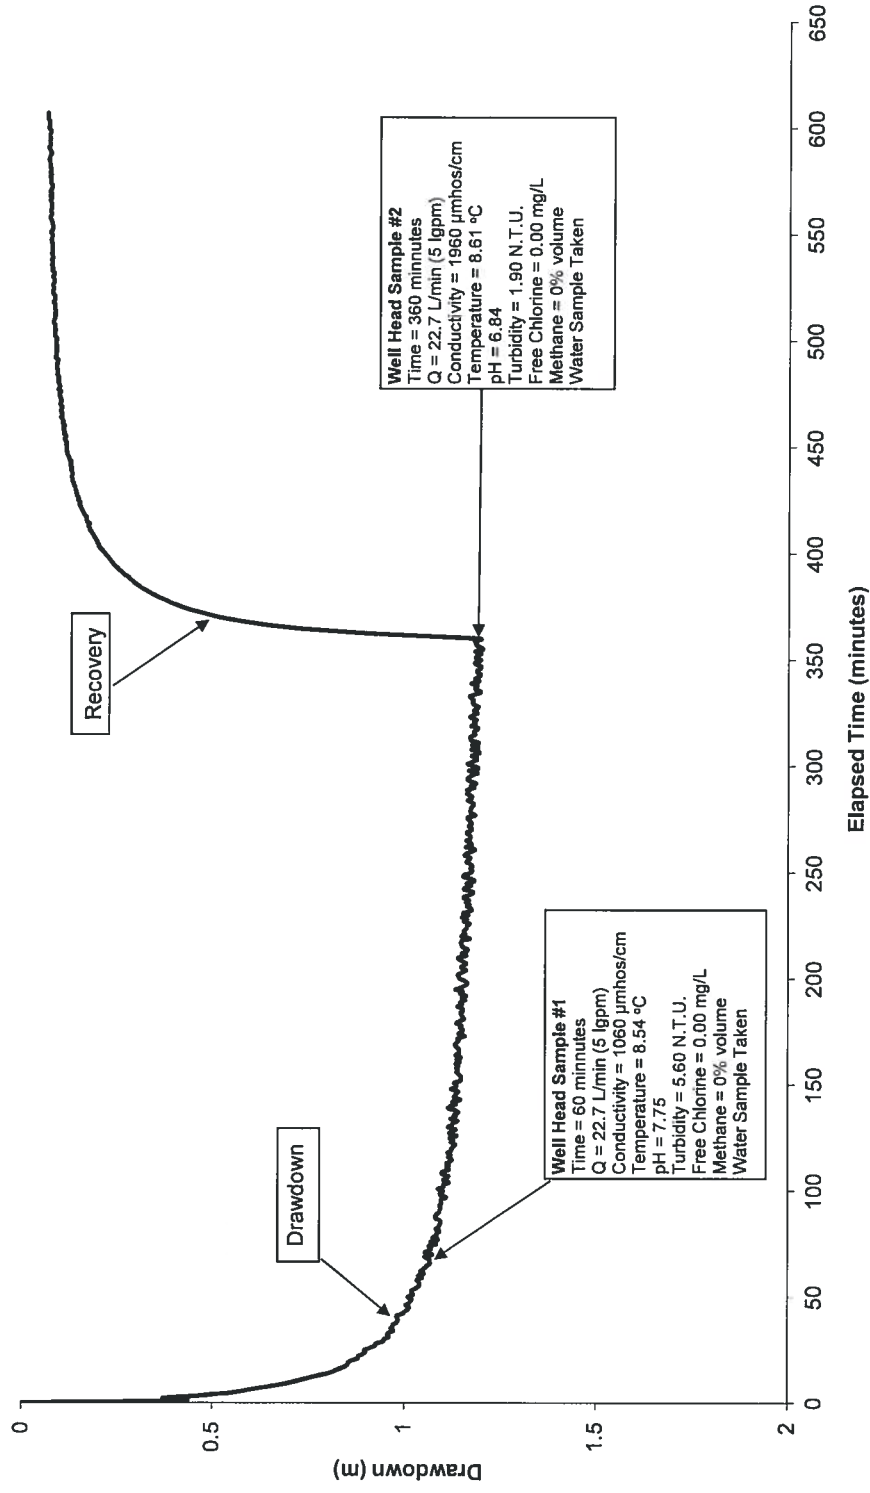 Drawdown (m)
0
0.5
1
1.5
2
Drawdown
Recovery
Well Head Sample #1
Time = 60 minnutes
Q = 22.7 L/min (5 Igpm)
Conductivity = 1060 µmhos/cm
Temperature = 8.54 ºC
pH = 7.75
Turbidity = 5.60 N.T.U.
Free Chlorine = 0.00 mg/L
Methane = 0% volume
Water Sample Taken
Well Head Sample #2
Time = 360 minnutes
Q = 22.7 L/min (5 Igpm)
Conductivity = 1960 µmhos/cm
Temperature = 8.61 ºC
pH = 6.84
Turbidity = 1.90 N.T.U.
Free Chlorine = 0.00 mg/L
Methane = 0% volume
Water Sample Taken
0 50 100 150 200 250 300 350 400 450 500 550 600 650
Elapsed Time (minutes)